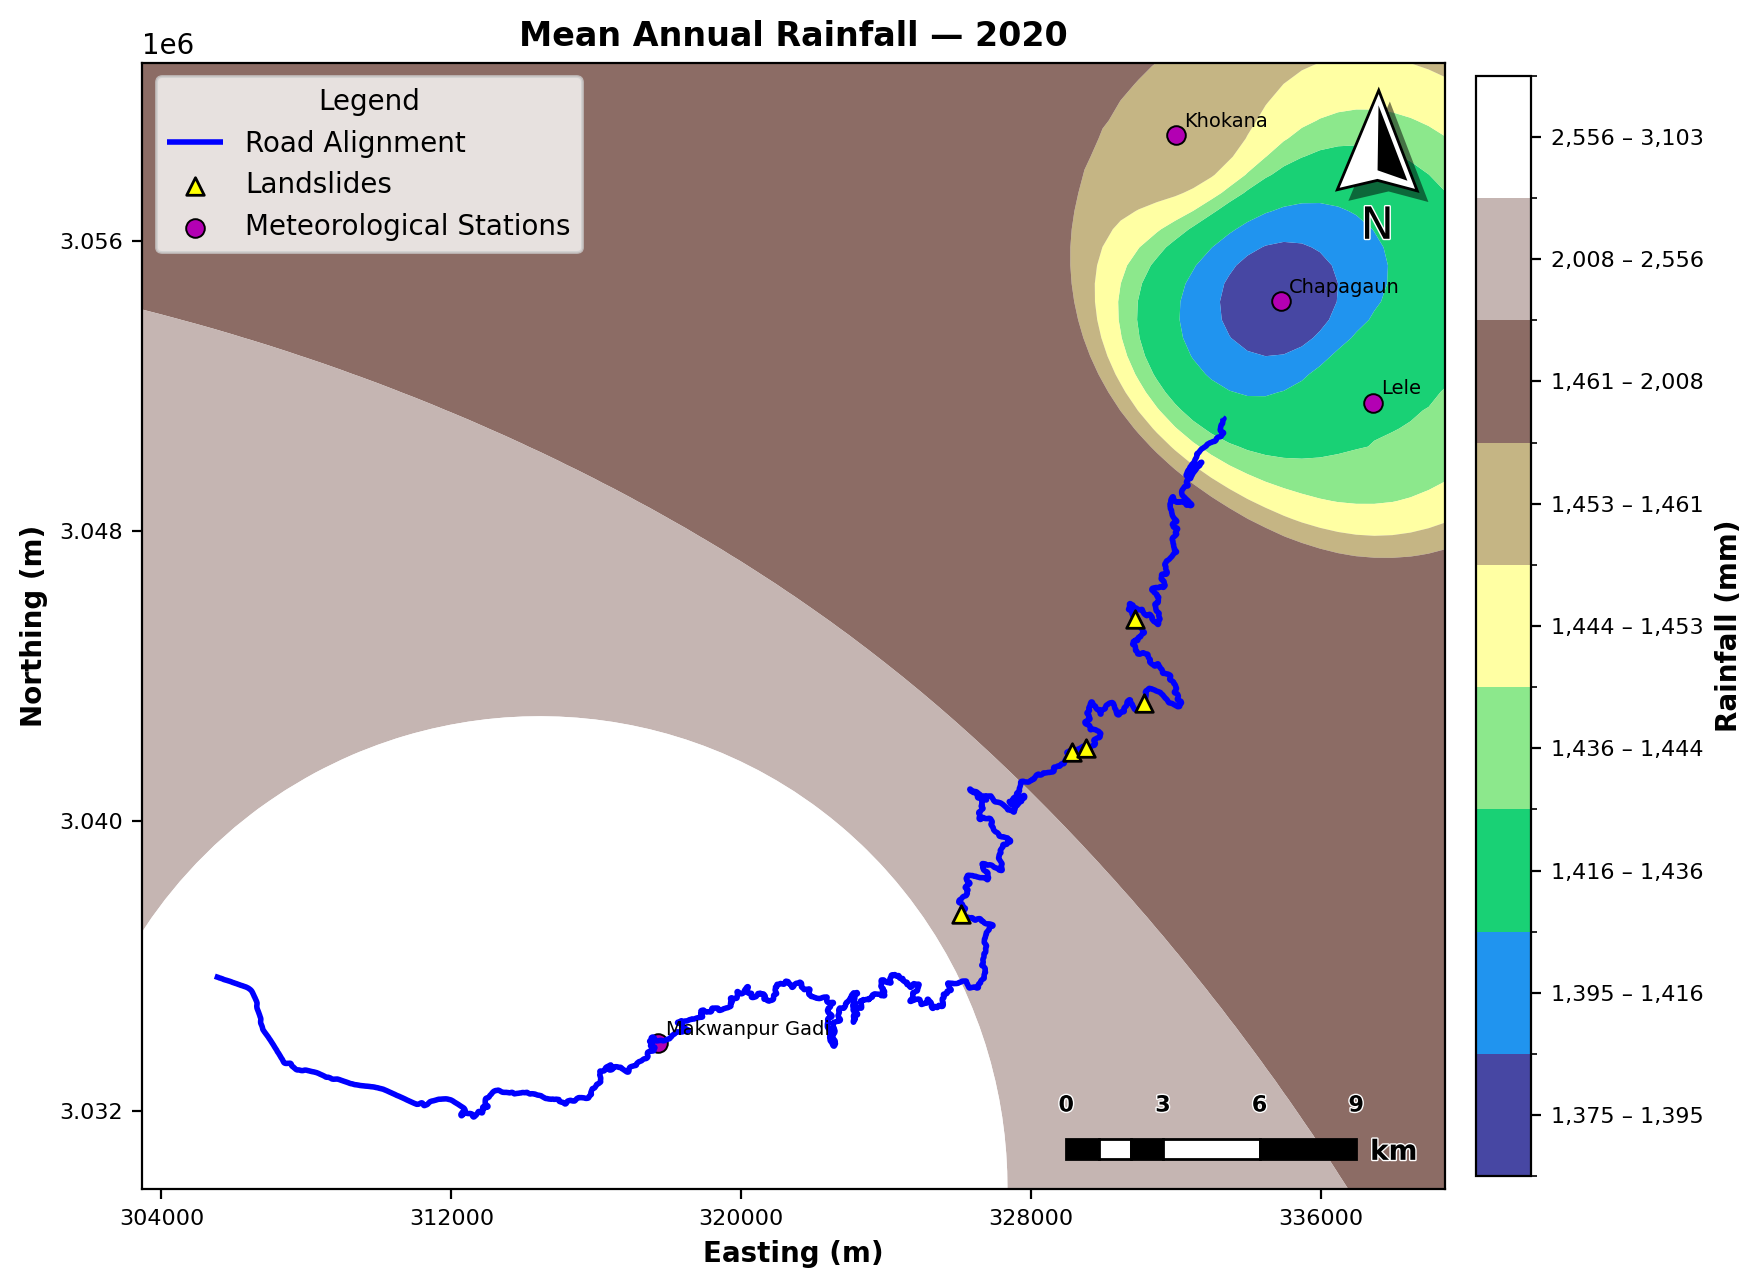 Mean Annual Rainfall — 2020
1e6
Legend
Road Alignment
Landslides
Meteorological Stations
Khokana
N
Chapagaun
Lele
Makwanpur Gadi
3.056
3.048
3.040
3.032
Northing (m)
304000
312000
320000
328000
336000
Easting (m)
0
3
6
9
km
2,556 – 3,103
2,008 – 2,556
1,461 – 2,008
1,453 – 1,461
1,444 – 1,453
1,436 – 1,444
1,416 – 1,436
1,395 – 1,416
1,375 – 1,395
Rainfall (mm)